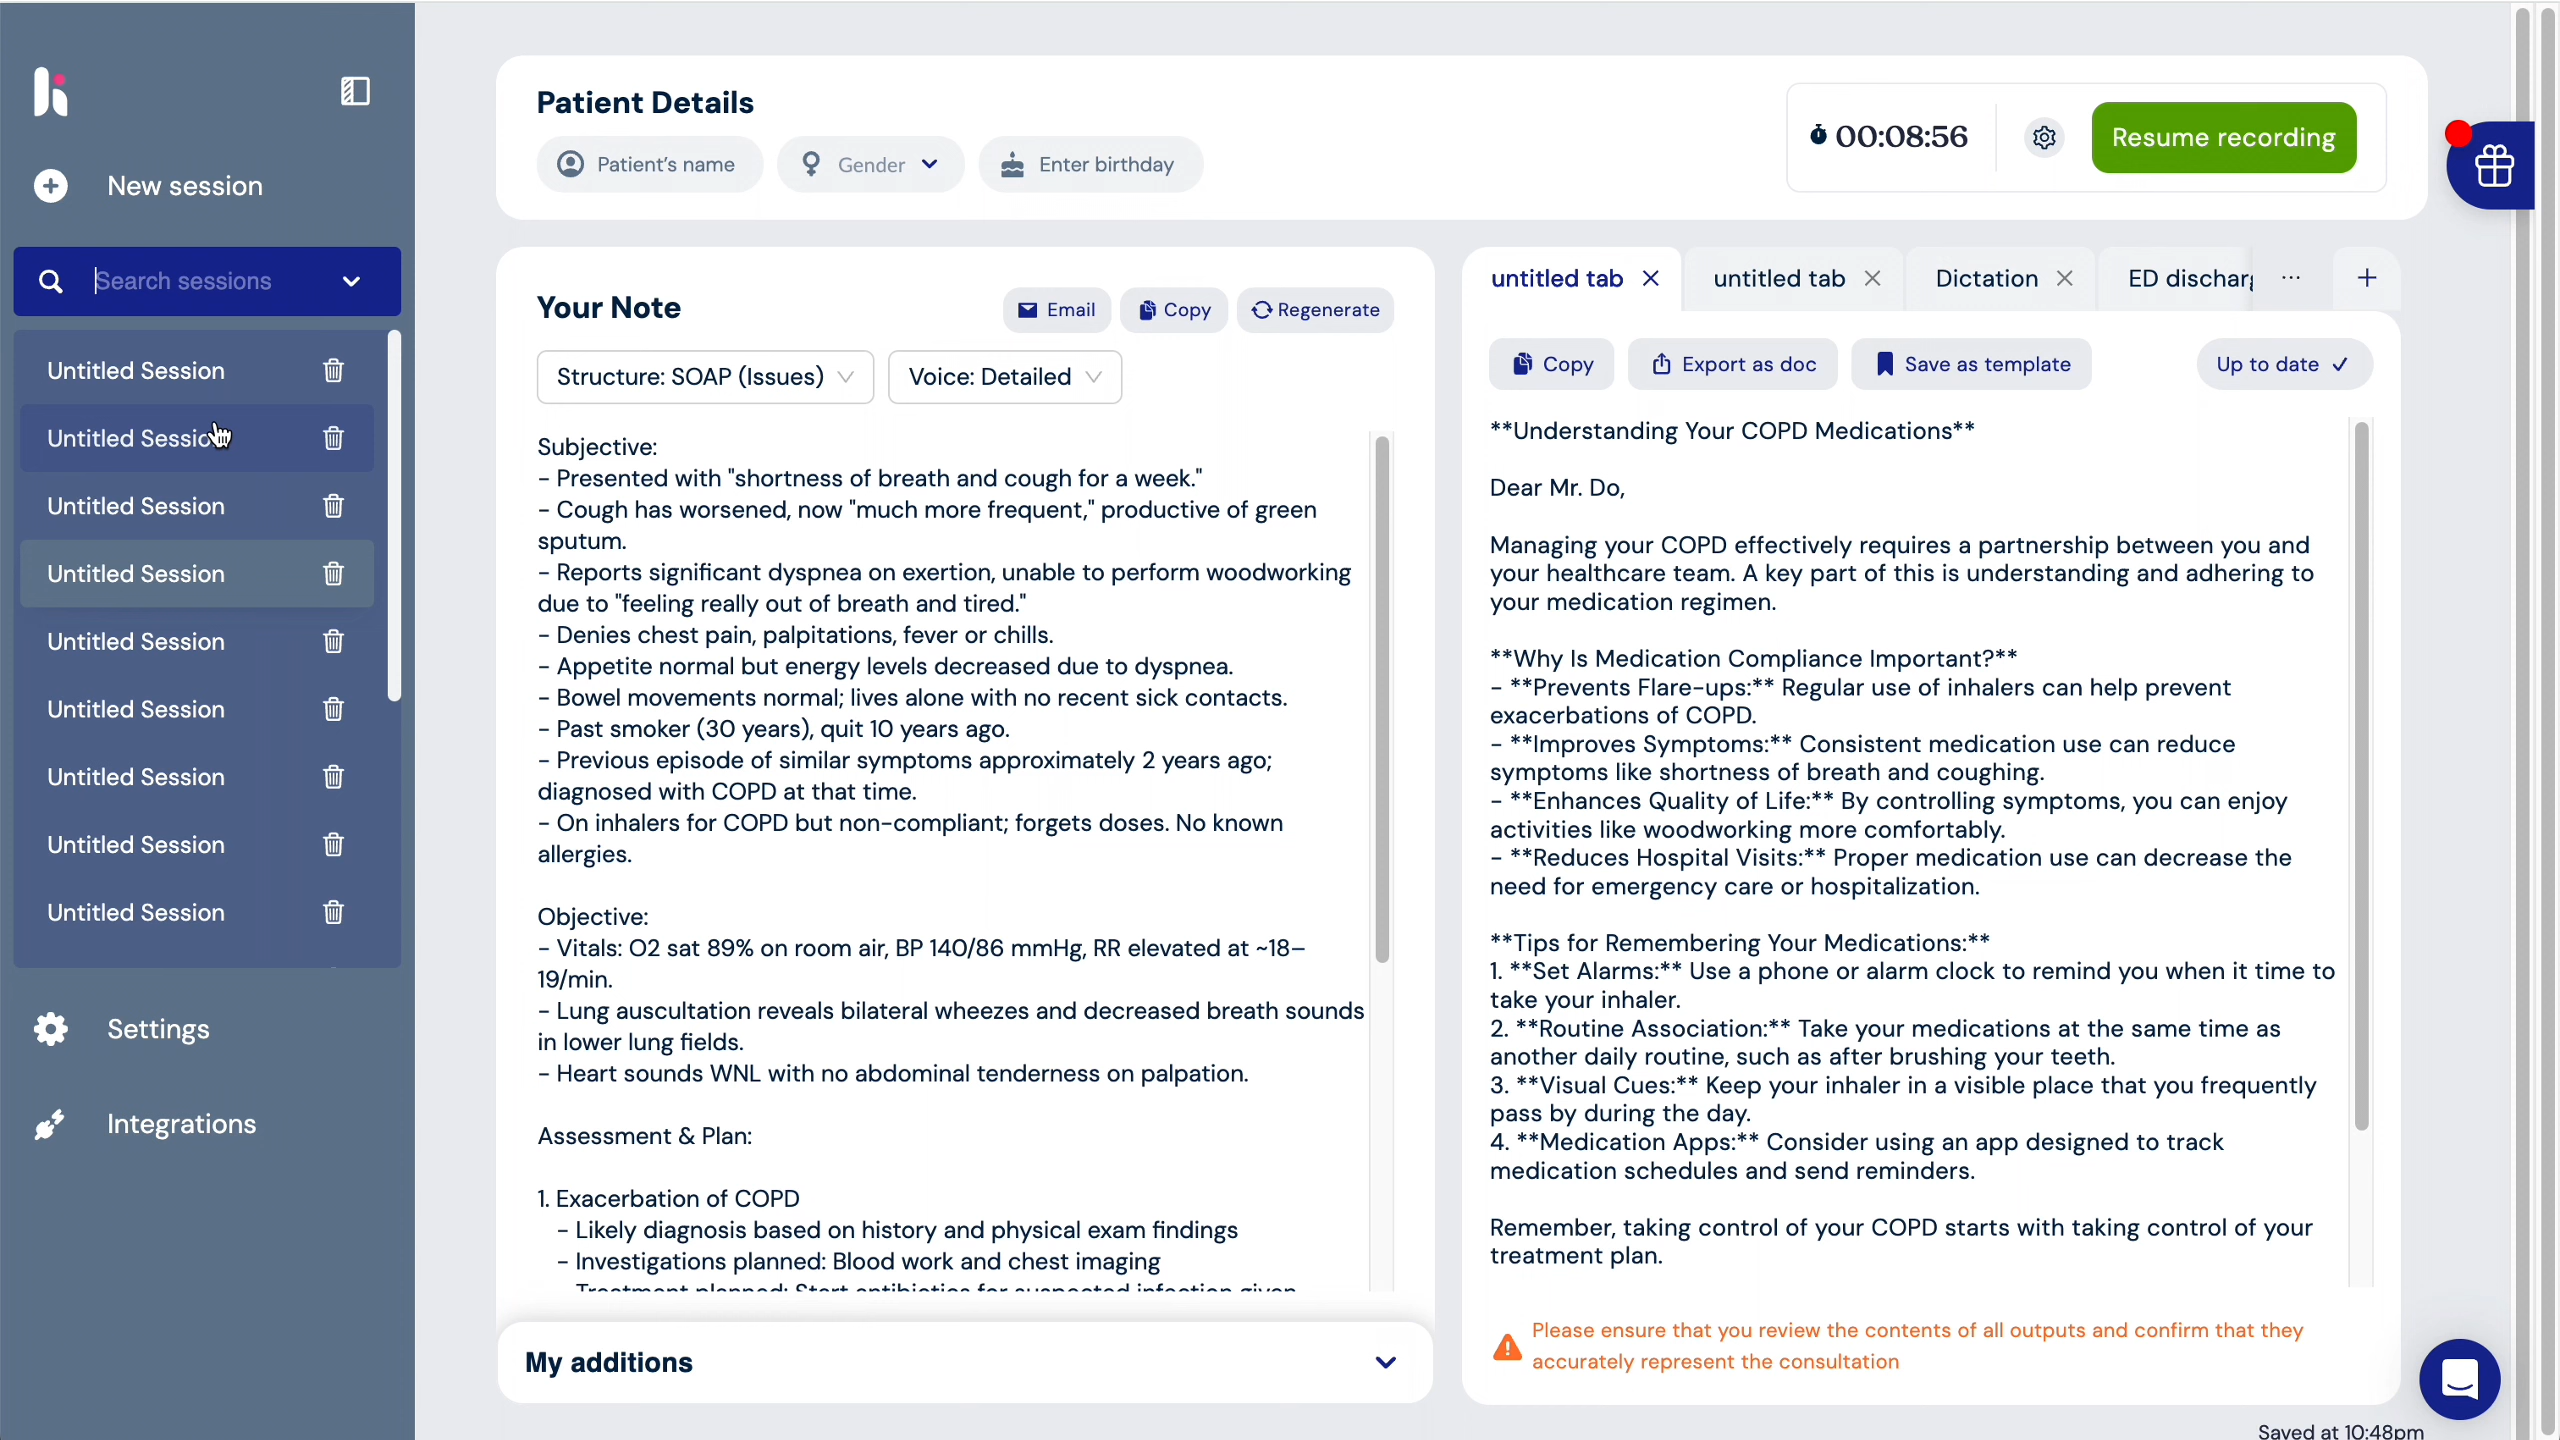 New session
Search sessions
Untitled Session
Untitled Session
Untitled Session
Untitled Session
Untitled Session
Untitled Session
Untitled Session
Untitled Session
Untitled Session
Settings
Integrations
Patient Details
Patient's name
Gender
Enter birthday
00:08:56
Resume recording
Your Note
Email
Copy
Regenerate
Structure: SOAP (Issues)
Voice: Detailed
Subjective:
- Presented with "shortness of breath and cough for a week."
- Cough has worsened, now "much more frequent," productive of green
sputum.
- Reports significant dyspnea on exertion, unable to perform woodworking
due to "feeling really out of breath and tired."
- Denies chest pain, palpitations, fever or chills.
- Appetite normal but energy levels decreased due to dyspnea.
- Bowel movements normal; lives alone with no recent sick contacts.
- Past smoker (30 years), quit 10 years ago.
- Previous episode of similar symptoms approximately 2 years ago;
diagnosed with COPD at that time.
- On inhalers for COPD but non-compliant; forgets doses. No known
allergies.
Objective:
- Vitals: O2 sat 89% on room air, BP 140/86 mmHg, RR elevated at ~18–
19/min.
- Lung auscultation reveals bilateral wheezes and decreased breath sounds
in lower lung fields.
- Heart sounds WNL with no abdominal tenderness on palpation.
Assessment & Plan:
1. Exacerbation of COPD
- Likely diagnosis based on history and physical exam findings
- Investigations planned: Blood work and chest imaging
- Treatment planned: Start antibiotics for suspected infection given
My additions
untitled tab
untitled tab
Dictation
ED discharg
...
+
Copy
Export as doc
Save as template
Up to date
**Understanding Your COPD Medications**
Dear Mr. Do,
Managing your COPD effectively requires a partnership between you and
your healthcare team. A key part of this is understanding and adhering to
your medication regimen.
**Why Is Medication Compliance Important?**
- **Prevents Flare-ups:** Regular use of inhalers can help prevent
exacerbations of COPD.
- **Improves Symptoms:** Consistent medication use can reduce
symptoms like shortness of breath and coughing.
- **Enhances Quality of Life:** By controlling symptoms, you can enjoy
activities like woodworking more comfortably.
- **Reduces Hospital Visits:** Proper medication use can decrease the
need for emergency care or hospitalization.
**Tips for Remembering Your Medications:**
1. **Set Alarms:** Use a phone or alarm clock to remind you when it time to
take your inhaler.
2. **Routine Association:** Take your medications at the same time as
another daily routine, such as after brushing your teeth.
3. **Visual Cues:** Keep your inhaler in a visible place that you frequently
pass by during the day.
4. **Medication Apps:** Consider using an app designed to track
medication schedules and send reminders.
Remember, taking control of your COPD starts with taking control of your
treatment plan.
Please ensure that you review the contents of all outputs and confirm that they
accurately represent the consultation
Saved at 10:48pm